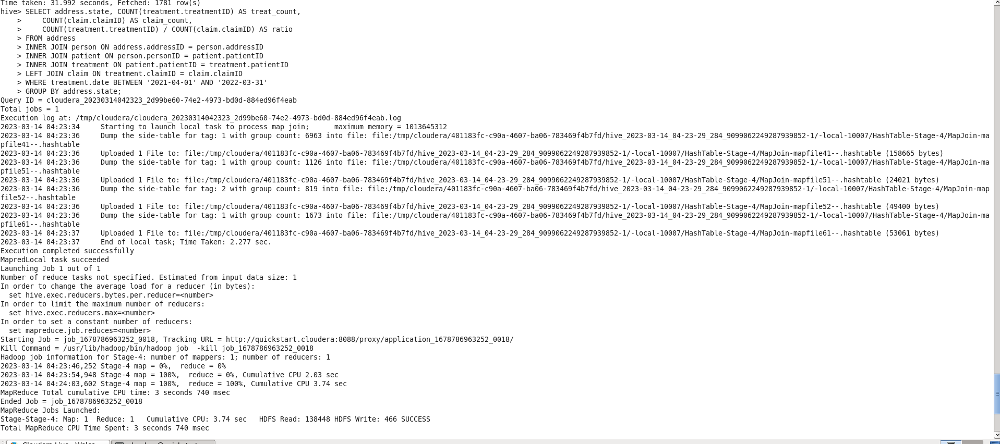 Time taken: 31.992 seconds, Fetched: 1781 row(s)
hive> SELECT address.state, COUNT(treatment.treatmentID) AS treat_count,
    >     COUNT(claim.claimID) AS claim_count,
    >     COUNT(treatment.treatmentID) / COUNT(claim.claimID) AS ratio
    > FROM address
    > INNER JOIN person ON address.addressID = person.addressID
    > INNER JOIN patient ON person.personID = patient.patientID
    > INNER JOIN treatment ON patient.patientID = treatment.patientID
    > LEFT JOIN claim ON treatment.claimID = claim.claimID
    > WHERE treatment.date BETWEEN '2021-04-01' AND '2022-03-31'
    > GROUP BY address.state;
Query ID = cloudera_20230314042323_2d99be60-74e2-4973-bd0d-884ed96f4eab
Total jobs = 1
Execution log at: /tmp/cloudera/cloudera_20230314042323_2d99be60-74e2-4973-bd0d-884ed96f4eab.log
2023-03-14 04:23:34     Starting to launch local task to process map join;      maximum memory = 1013645312
2023-03-14 04:23:36     Dump the side-table for tag: 1 with group count: 6963 into file: file:/tmp/cloudera/401183fc-c90a-4607-ba06-783469f4b7fd/hive_2023-03-14_04-23-29_284_9099062249287939852-1/-local-10007/HashTable-Stage-4/MapJoin-ma
pfile41--.hashtable
2023-03-14 04:23:36     Uploaded 1 File to: file:/tmp/cloudera/401183fc-c90a-4607-ba06-783469f4b7fd/hive_2023-03-14_04-23-29_284_9099062249287939852-1/-local-10007/HashTable-Stage-4/MapJoin-mapfile41--.hashtable (158665 bytes)
2023-03-14 04:23:36     Dump the side-table for tag: 1 with group count: 1126 into file: file:/tmp/cloudera/401183fc-c90a-4607-ba06-783469f4b7fd/hive_2023-03-14_04-23-29_284_9099062249287939852-1/-local-10007/HashTable-Stage-4/MapJoin-ma
pfile51--.hashtable
2023-03-14 04:23:36     Uploaded 1 File to: file:/tmp/cloudera/401183fc-c90a-4607-ba06-783469f4b7fd/hive_2023-03-14_04-23-29_284_9099062249287939852-1/-local-10007/HashTable-Stage-4/MapJoin-mapfile51--.hashtable (24021 bytes)
2023-03-14 04:23:36     Dump the side-table for tag: 2 with group count: 819 into file: file:/tmp/cloudera/401183fc-c90a-4607-ba06-783469f4b7fd/hive_2023-03-14_04-23-29_284_9099062249287939852-1/-local-10007/HashTable-Stage-4/MapJoin-map
file52--.hashtable
2023-03-14 04:23:36     Uploaded 1 File to: file:/tmp/cloudera/401183fc-c90a-4607-ba06-783469f4b7fd/hive_2023-03-14_04-23-29_284_9099062249287939852-1/-local-10007/HashTable-Stage-4/MapJoin-mapfile52--.hashtable (49400 bytes)
2023-03-14 04:23:36     Dump the side-table for tag: 1 with group count: 1673 into file: file:/tmp/cloudera/401183fc-c90a-4607-ba06-783469f4b7fd/hive_2023-03-14_04-23-29_284_9099062249287939852-1/-local-10007/HashTable-Stage-4/MapJoin-ma
pfile61--.hashtable
2023-03-14 04:23:37     Uploaded 1 File to: file:/tmp/cloudera/401183fc-c90a-4607-ba06-783469f4b7fd/hive_2023-03-14_04-23-29_284_9099062249287939852-1/-local-10007/HashTable-Stage-4/MapJoin-mapfile61--.hashtable (53061 bytes)
2023-03-14 04:23:37     End of local task; Time Taken: 2.277 sec.
Execution completed successfully
MapredLocal task succeeded
Launching Job 1 out of 1
Number of reduce tasks not specified. Estimated from input data size: 1
In order to change the average load for a reducer (in bytes):
  set hive.exec.reducers.bytes.per.reducer=<number>
In order to limit the maximum number of reducers:
  set hive.exec.reducers.max=<number>
In order to set a constant number of reducers:
  set mapreduce.job.reduces=<number>
Starting Job = job_1678786963252_0018, Tracking URL = http://quickstart.cloudera:8088/proxy/application_1678786963252_0018/
Kill Command = /usr/lib/hadoop/bin/hadoop job  -kill job_1678786963252_0018
Hadoop job information for Stage-4: number of mappers: 1; number of reducers: 1
2023-03-14 04:23:46,252 Stage-4 map = 0%,  reduce = 0%
2023-03-14 04:23:54,948 Stage-4 map = 100%,  reduce = 0%, Cumulative CPU 2.03 sec
2023-03-14 04:24:03,602 Stage-4 map = 100%,  reduce = 100%, Cumulative CPU 3.74 sec
MapReduce Total cumulative CPU time: 3 seconds 740 msec
Ended Job = job_1678786963252_0018
MapReduce Jobs Launched:
Stage-Stage-4: Map: 1  Reduce: 1   Cumulative CPU: 3.74 sec   HDFS Read: 138448 HDFS Write: 466 SUCCESS
Total MapReduce CPU Time Spent: 3 seconds 740 msec